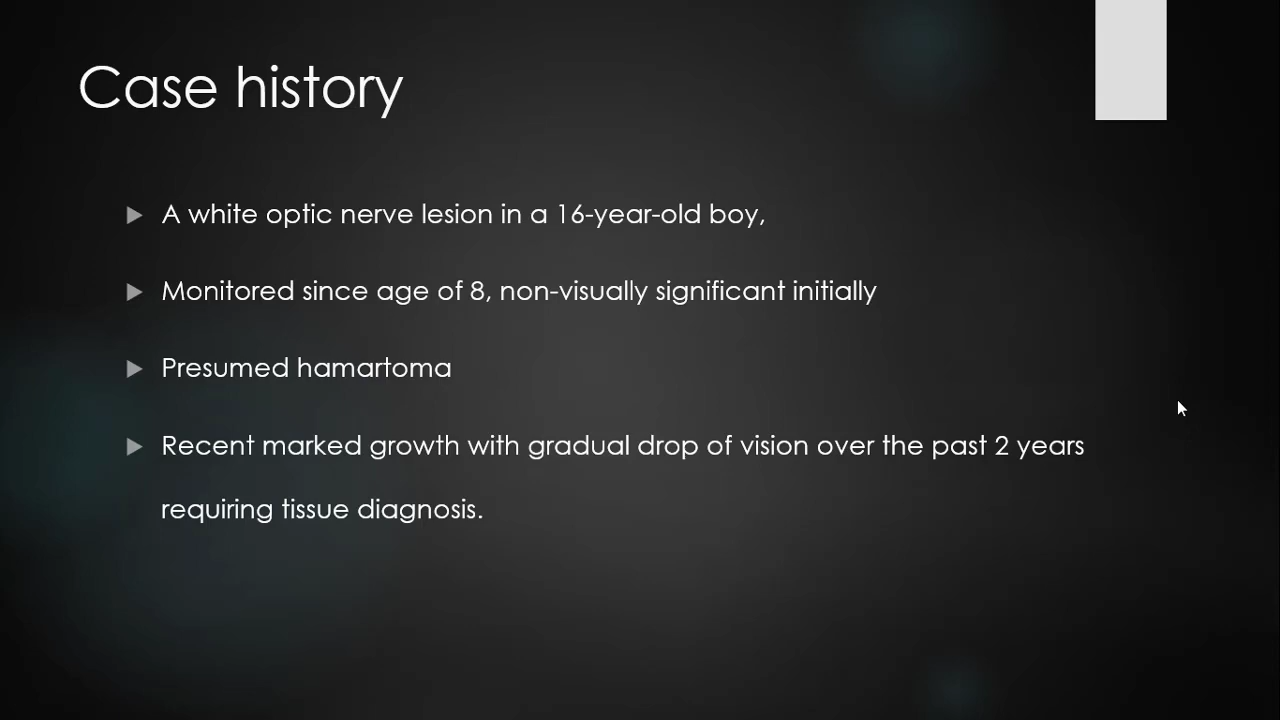 Case history
A white optic nerve lesion in a 16-year-old boy,
Monitored since age of 8, non-visually significant initially
Presumed hamartoma
Recent marked growth with gradual drop of vision over the past 2 years
requiring tissue diagnosis.